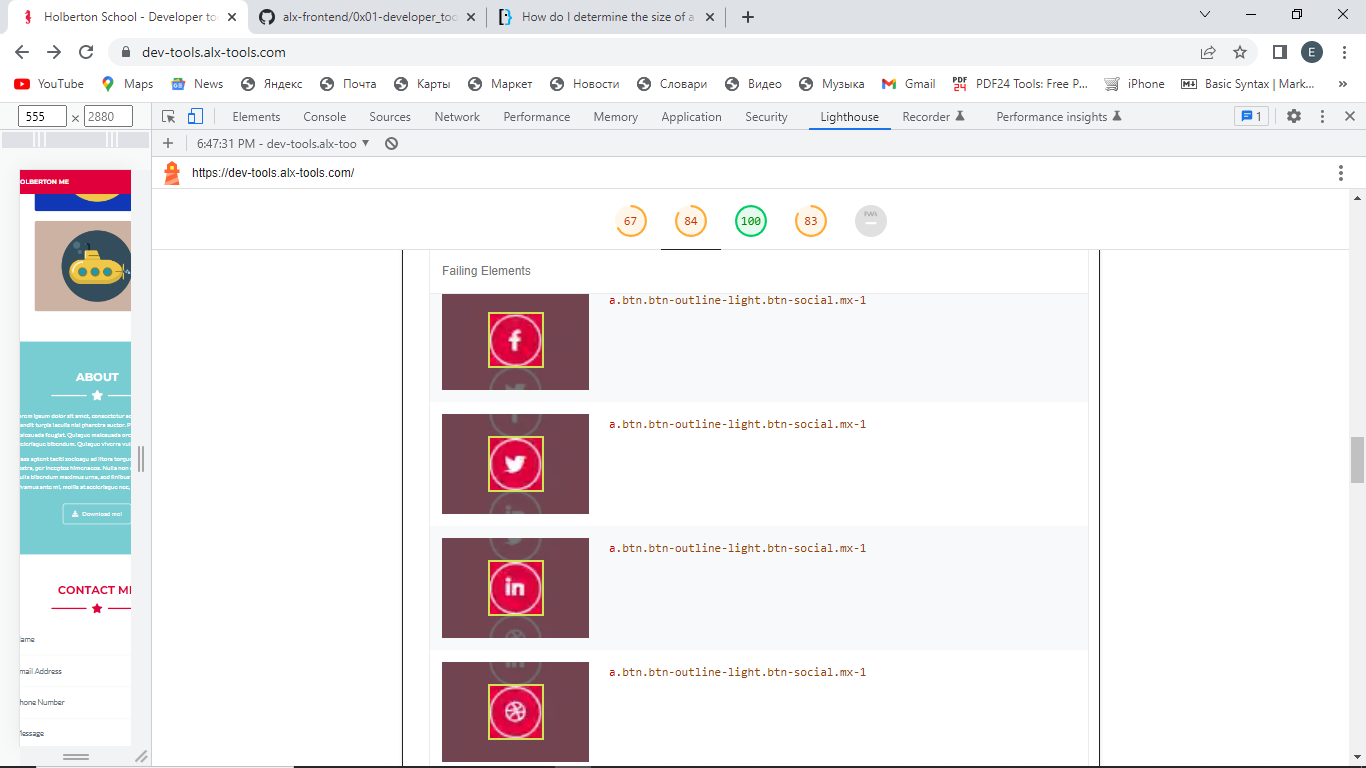 Holberton School - Developer to
alx-frontend/0x01-developer_too
How do I determine the size of a
dev-tools.alx-tools.com
E
YouTube
Maps
News
Яндекс
Почта
Карты
Маркет
Новости
Словари
Видео
Музыка
Gmail
PDF24 Tools: Free P...
iPhone
Basic Syntax | Mark...
555 × 2880
Elements
Console
Sources
Network
Performance
Memory
Application
Security
Lighthouse
Recorder
Performance insights
1
6:47:31 PM - dev-tools.alx-too
https://dev-tools.alx-tools.com/
67
84
100
83
PWA
Failing Elements
a.btn.btn-outline-light.btn-social.mx-1
a.btn.btn-outline-light.btn-social.mx-1
a.btn.btn-outline-light.btn-social.mx-1
a.btn.btn-outline-light.btn-social.mx-1
OLBERTON ME
ABOUT
Download me!
CONTACT ME
ame
mail Address
hone Number
Message